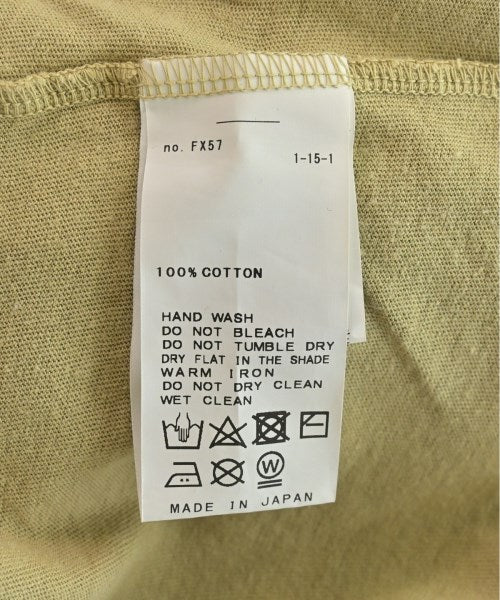 no. FX57 1-15-1
100% COTTON
HAND WASH
DO NOT BLEACH
DO NOT TUMBLE DRY
DRY FLAT IN THE SHADE
WARM IRON
DO NOT DRY CLEAN
WET CLEAN
W
MADE IN JAPAN